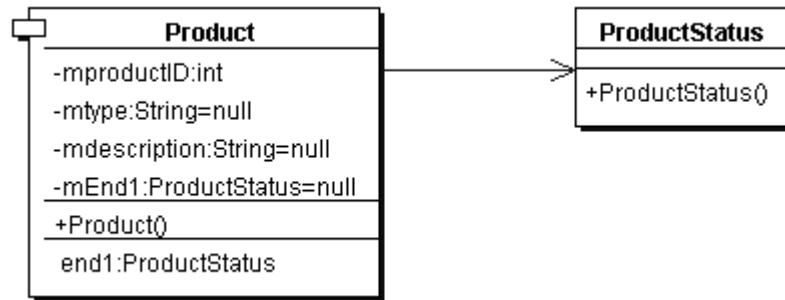 Product
-mproductID:int
-mtype:String=null
-mdescription:String=null
-mEnd1:ProductStatus=null
+Product()
end1:ProductStatus
ProductStatus
+ProductStatus()